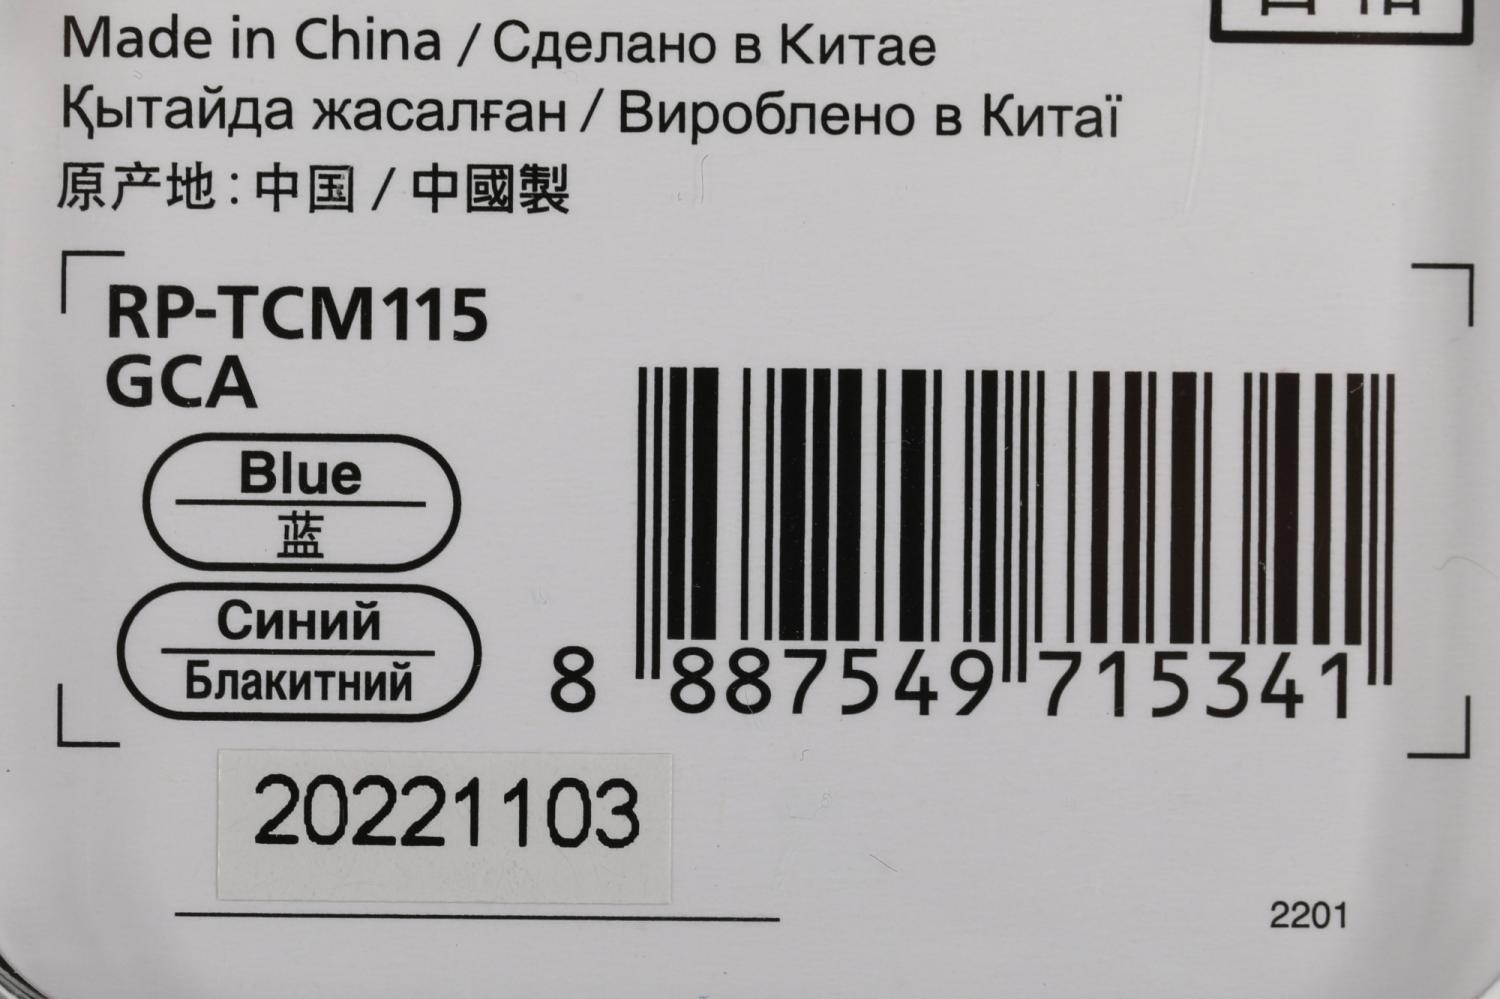 Made in China / Сделано в Китае
Қытайда жасалған / Вироблено в Китаї
原产地:中国 / 中國製
RP-TCM115
GCA
Blue
蓝
Синий
Блакитний
8 887549 715341
20221103
2201